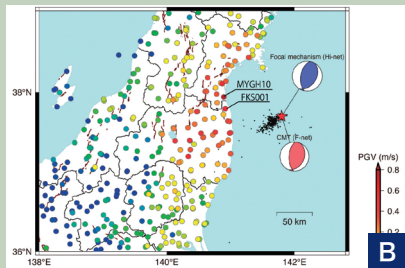 Focal mechanism (Hi-net)
MYGH10
38°N
FKS001
CMT (F-net)
PGV (m/s)
0.8
0.6
0.4
50 km
0.2
36°N
B
138°E
140°E
142°E